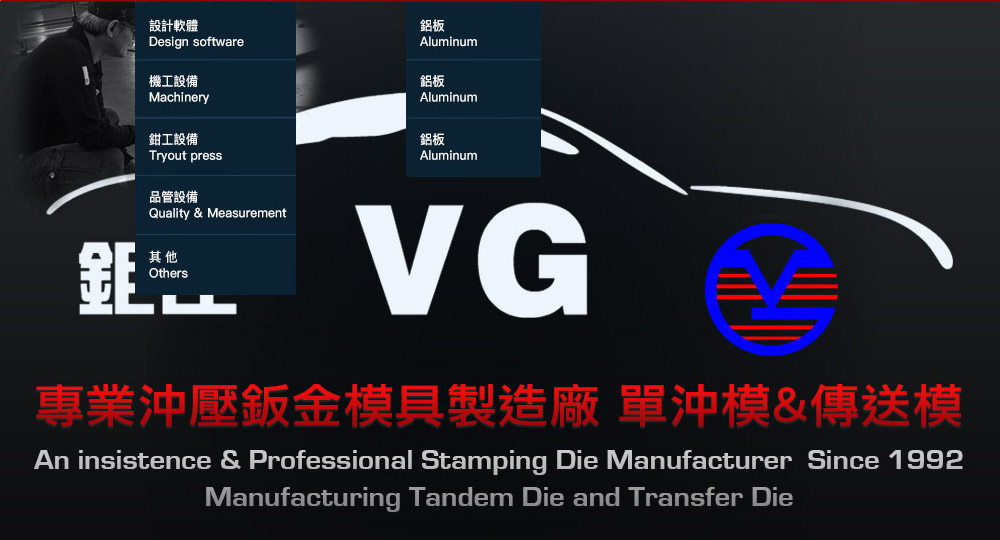 設計軟體
Design software
機工設備
Machinery
鉗工設備
Tryout press
品管設備
Quality & Measurement
其 他
Others
鋁板
Aluminum
鋁板
Aluminum
鋁板
Aluminum
VG
專業沖壓鈑金模具製造廠 單沖模&傳送模
An insistence & Professional Stamping Die Manufacturer Since 1992
Manufacturing Tandem Die and Transfer Die